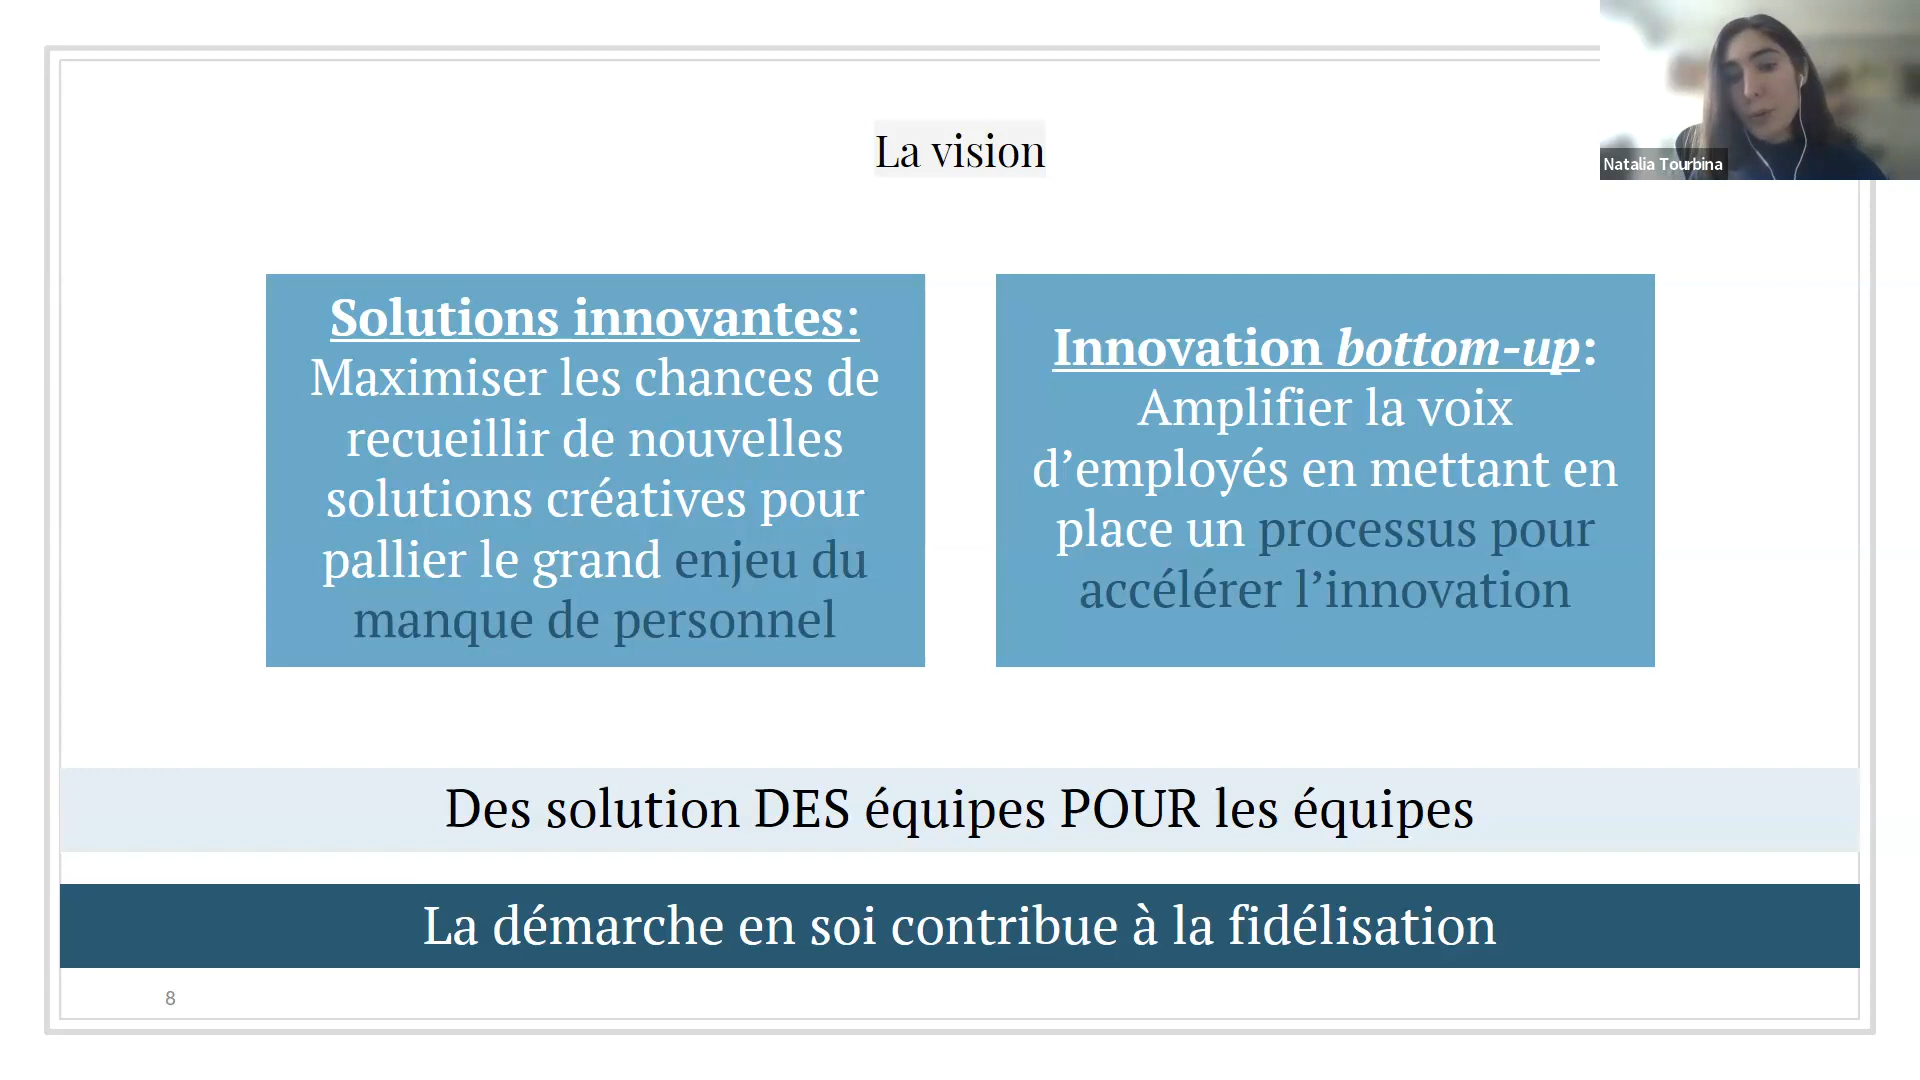 La vision
Natalia Tourbina
Solutions innovantes:
Maximiser les chances de
recueillir de nouvelles
solutions créatives pour
pallier le grand enjeu du
manque de personnel
Innovation bottom-up:
Amplifier la voix
d’employés en mettant en
place un processus pour
accélérer l’innovation
Des solution DES équipes POUR les équipes
La démarche en soi contribue à la fidélisation
8